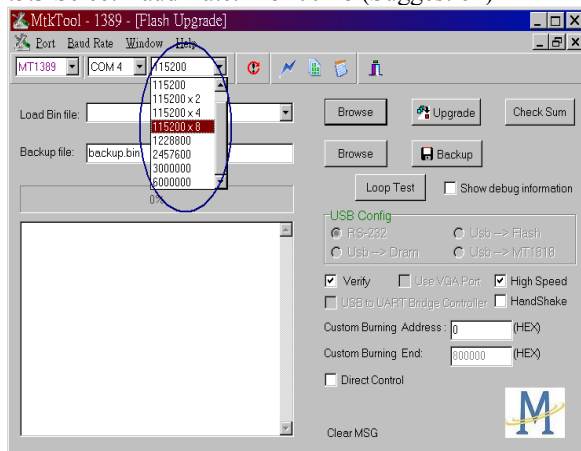 MtkTool - 1389 - [Flash Upgrade]
Port Baud Rate Window Help
MT1389 COM 4 115200
115200
115200 x 2
115200 x 4
115200 x 8
1228800
2457600
3000000
6000000
Load Bin file:
Browse Upgrade Check Sum
Backup file: backup.bin
Browse Backup
0%
Loop Test Show debug information
USB Config
RS-232 Usb --> Flash
Usb --> Dram Usb --> MT1818
Verify Use VGA Port High Speed
USB to UART Bridge Controller HandShake
Custom Burning Address : 0 (HEX)
Custom Burning End: 800000 (HEX)
Direct Control
M
Clear MSG